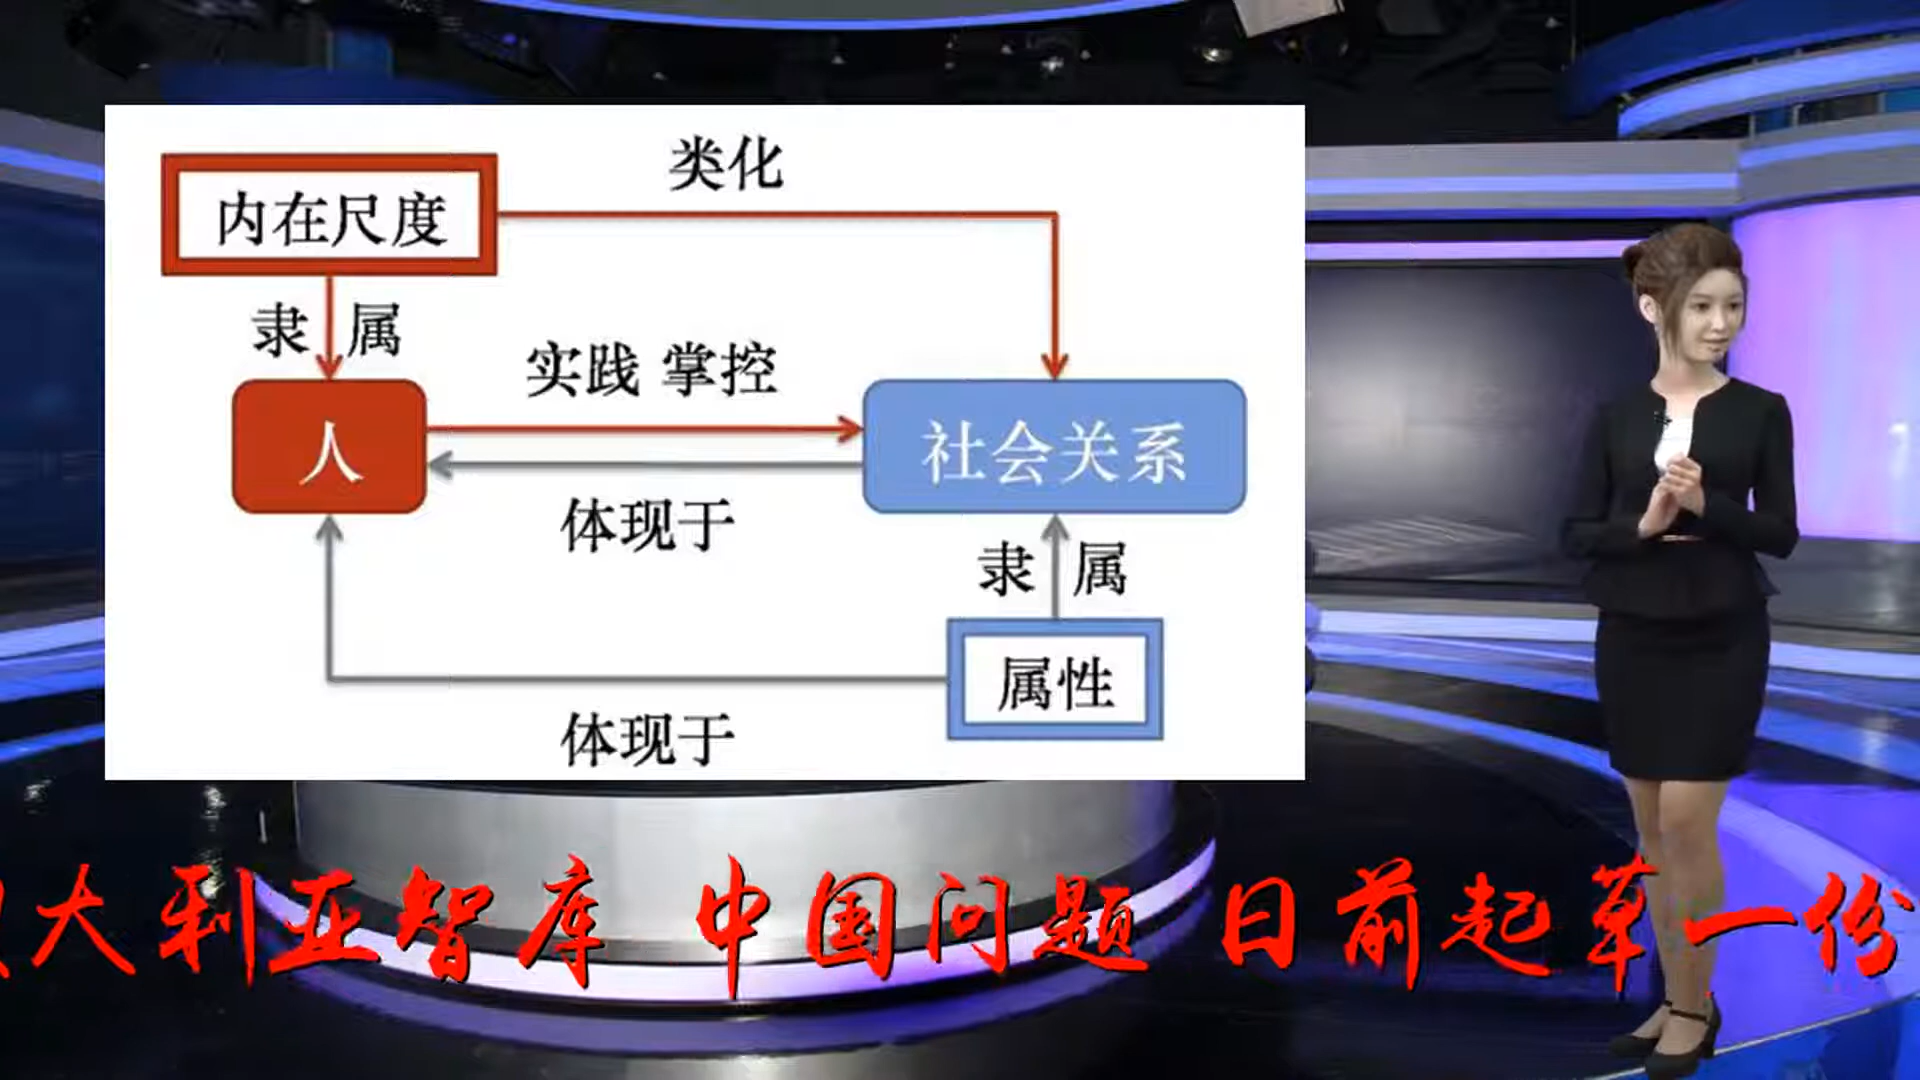 类化
内在尺度
隶 属
实践 掌控
人
社会关系
体现于
隶 属
属性
体现于
大利亚智库 中国问题 日前起草一份